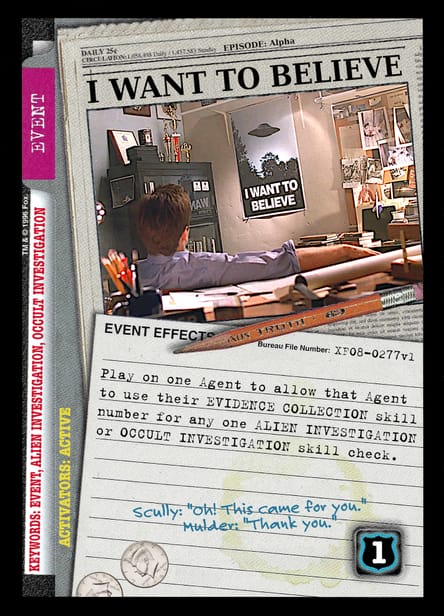 DAILY 25¢
EPISODE: Alpha
I WANT TO BELIEVE
EVENT
I WANT TO
BELIEVE
TM & © 1996 Fox
KEYWORDS: EVENT, ALIEN INVESTIGATION, OCCULT INVESTIGATION
ACTIVATORS: ACTIVE
EVENT EFFECTS
Bureau File Number: XF08-0277v1
Play on one Agent to allow that Agent
to use their EVIDENCE COLLECTION skill
number for any one ALIEN INVESTIGATION
or OCCULT INVESTIGATION skill check.
Scully: "Oh! This came for you."
Mulder: "Thank you."
1